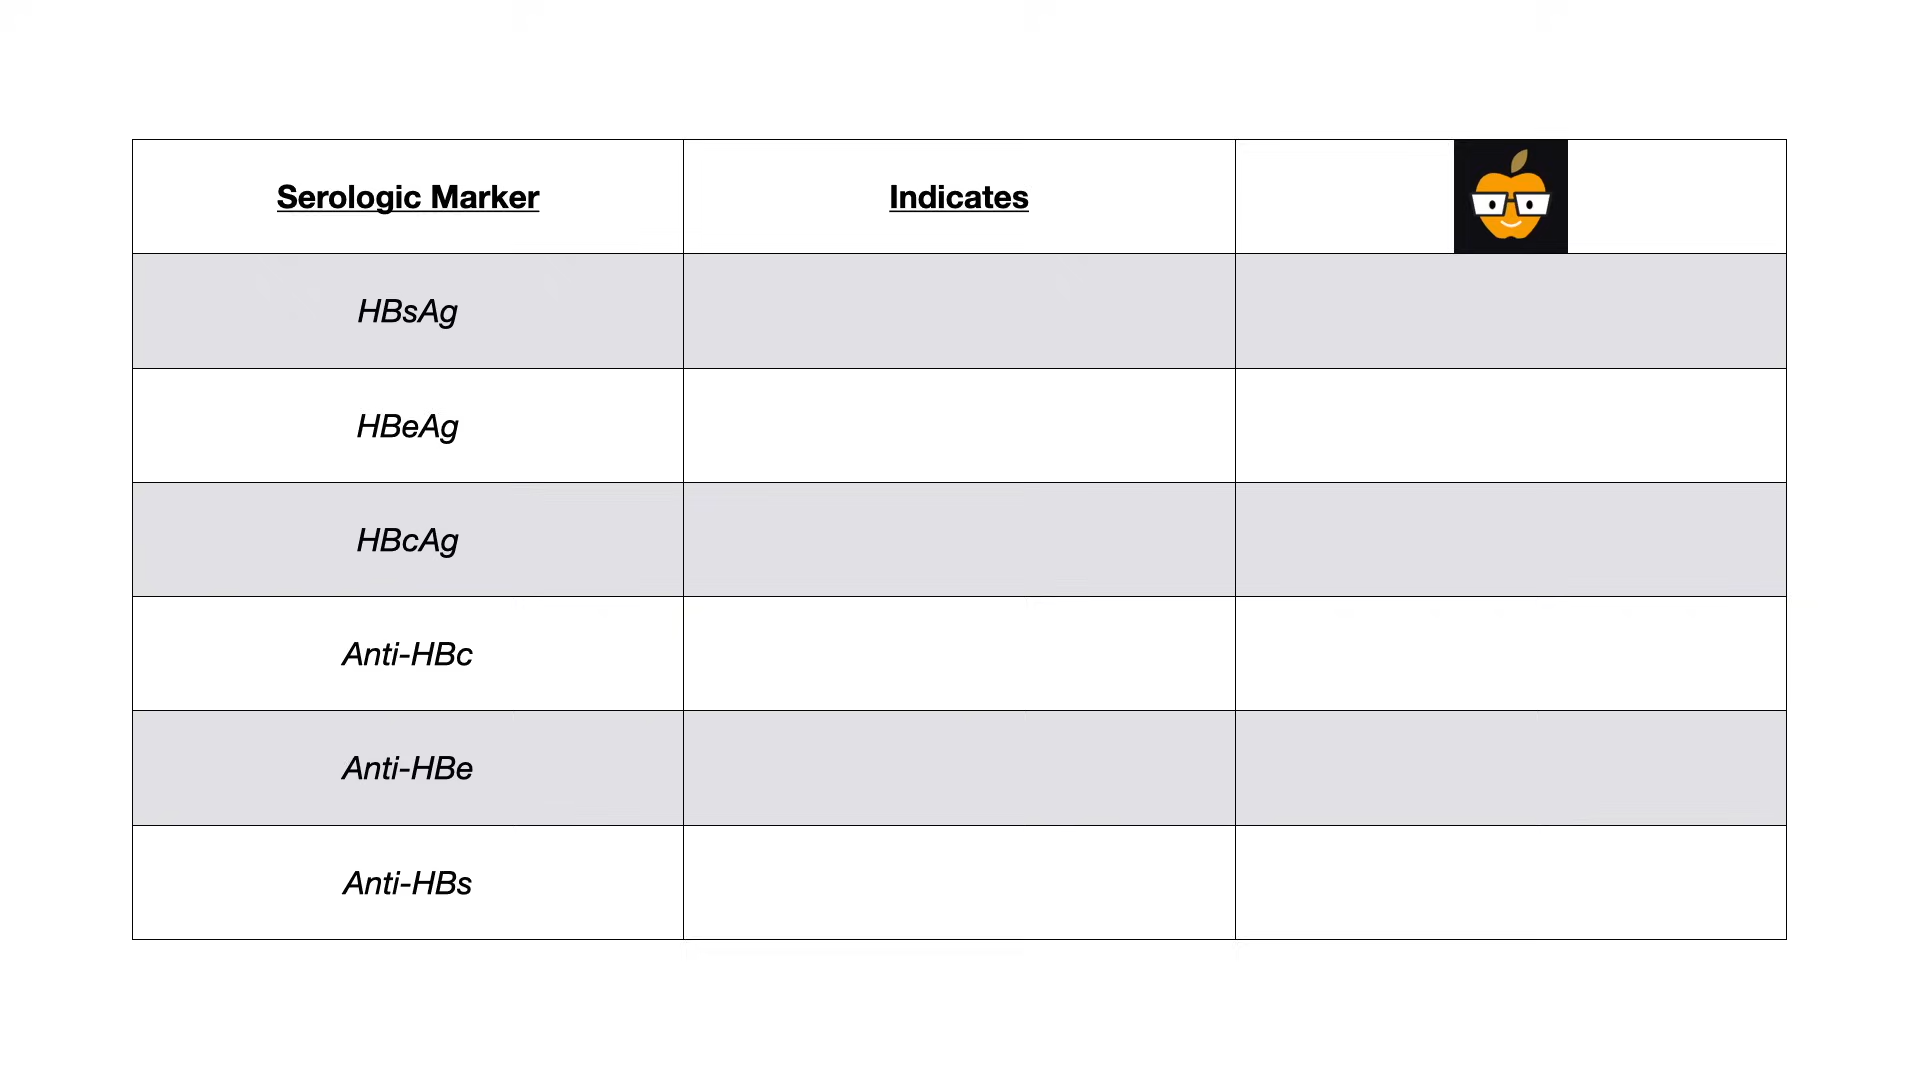 Serologic Marker
Indicates
HBsAg
HBeAg
HBcAg
Anti-HBc
Anti-HBe
Anti-HBs